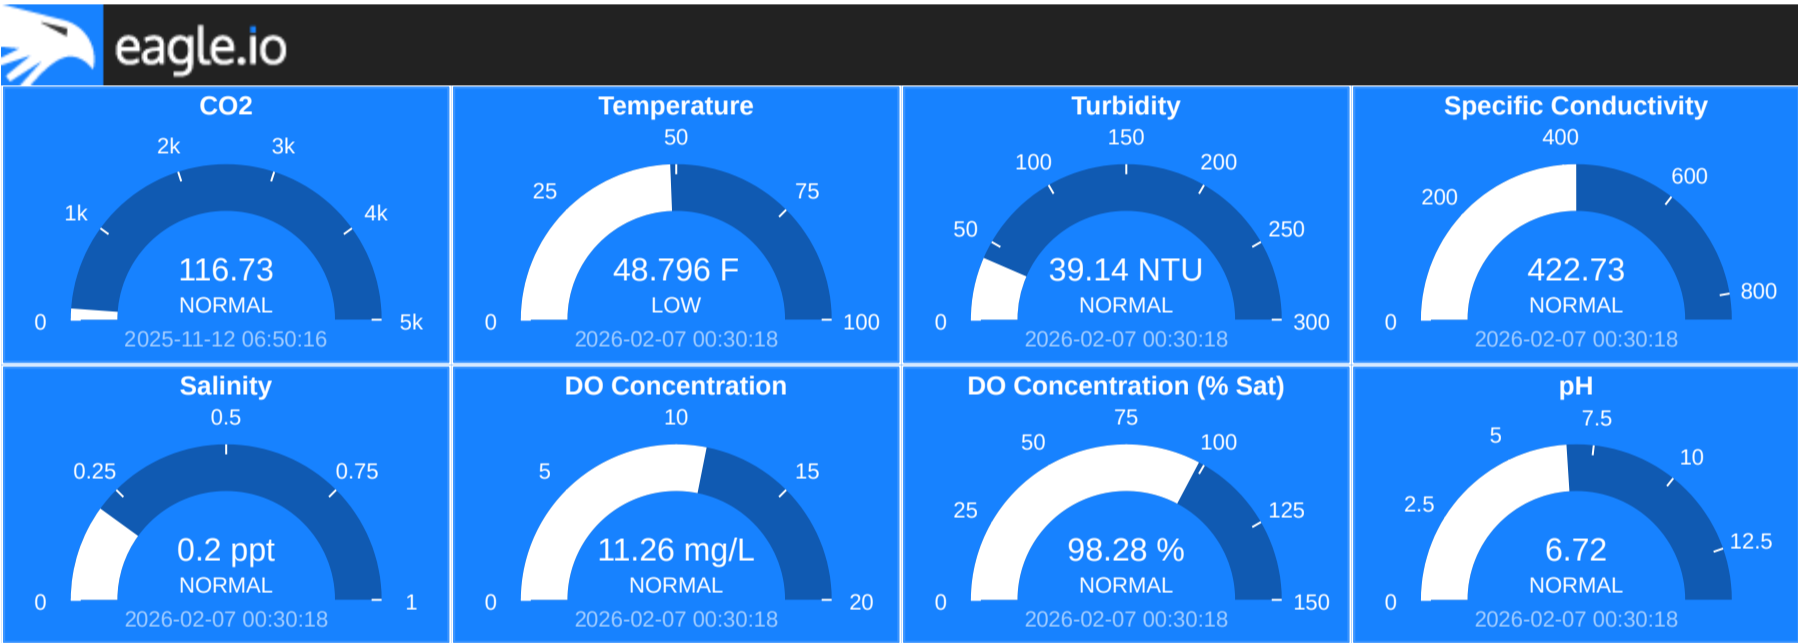 eagle.io
CO2
2k
3k
1k
4k
116.73
NORMAL
0
5k
2025-11-12 06:50:16
Temperature
50
25
75
48.796 F
LOW
0
100
2026-02-07 00:30:18
Turbidity
150
100
200
50
250
39.14 NTU
NORMAL
0
300
2026-02-07 00:30:18
Specific Conductivity
400
600
200
422.73
800
NORMAL
0
2026-02-07 00:30:18
Salinity
0.5
0.25
0.75
0.2 ppt
NORMAL
0
1
2026-02-07 00:30:18
DO Concentration
10
5
15
11.26 mg/L
NORMAL
0
20
2026-02-07 00:30:18
DO Concentration (% Sat)
75
50
100
25
125
98.28 %
NORMAL
0
150
2026-02-07 00:30:18
pH
7.5
5
10
2.5
12.5
6.72
NORMAL
0
2026-02-07 00:30:18